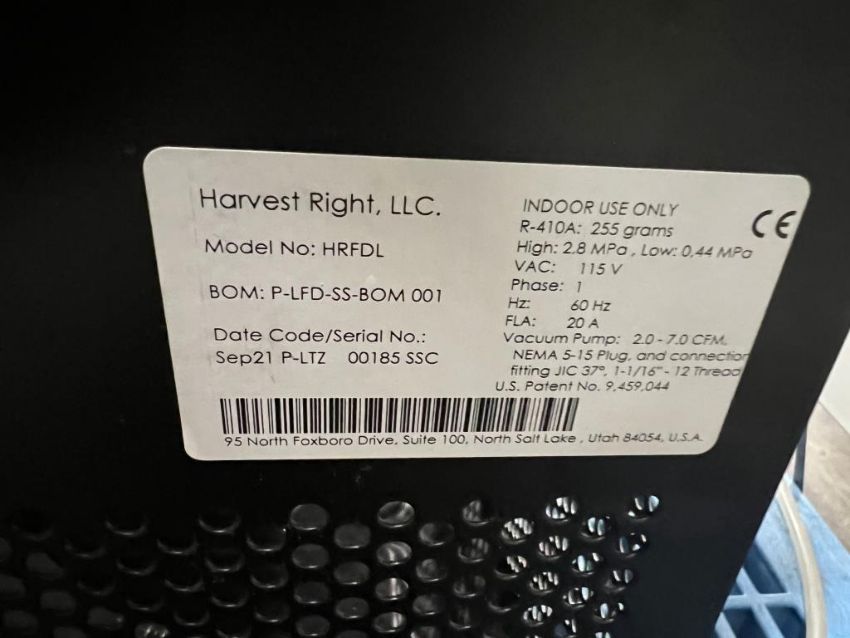 Harvest Right, LLC.
Model No: HRFDL
BOM: P-LFD-SS-BOM 001
Date Code/Serial No.:
Sep21 P-LTZ 00185 SSC
INDOOR USE ONLY
R-410A: 255 grams
High: 2.8 MPa , Low: 0.44 MPa
VAC: 115 V
Phase: 1
Hz: 60 Hz
FLA: 20 A
Vacuum Pump: 2.0 - 7.0 CFM,
NEMA 5-15 Plug, and connection
fitting JIC 37°, 1-1/16" - 12 Thread
U.S. Patent No. 9,459,044
CE
95 North Foxboro Drive, Suite 100, North Salt Lake , Utah 84054, U.S.A.